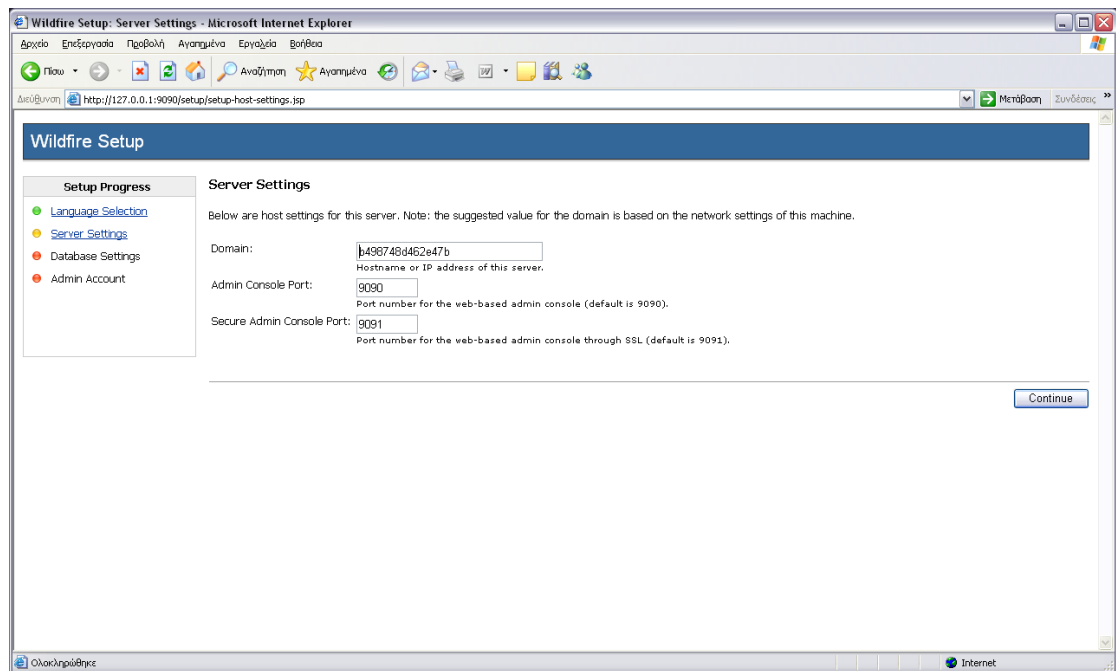 Wildfire Setup: Server Settings - Microsoft Internet Explorer
Αρχείο Επεξεργασία Προβολή Αγαπημένα Εργαλεία Βοήθεια
Πίσω Αναζήτηση Αγαπημένα
Διεύθυνση http://127.0.0.1:9090/setup/setup-host-settings.jsp Μετάβαση Συνδέσεις »
Wildfire Setup
Setup Progress
Language Selection
Server Settings
Database Settings
Admin Account
Server Settings
Below are host settings for this server. Note: the suggested value for the domain is based on the network settings of this machine.
Domain: b498748d462e47b
Hostname or IP address of this server.
Admin Console Port: 9090
Port number for the web-based admin console (default is 9090).
Secure Admin Console Port: 9091
Port number for the web-based admin console through SSL (default is 9091).
Continue
Ολοκληρώθηκε Internet